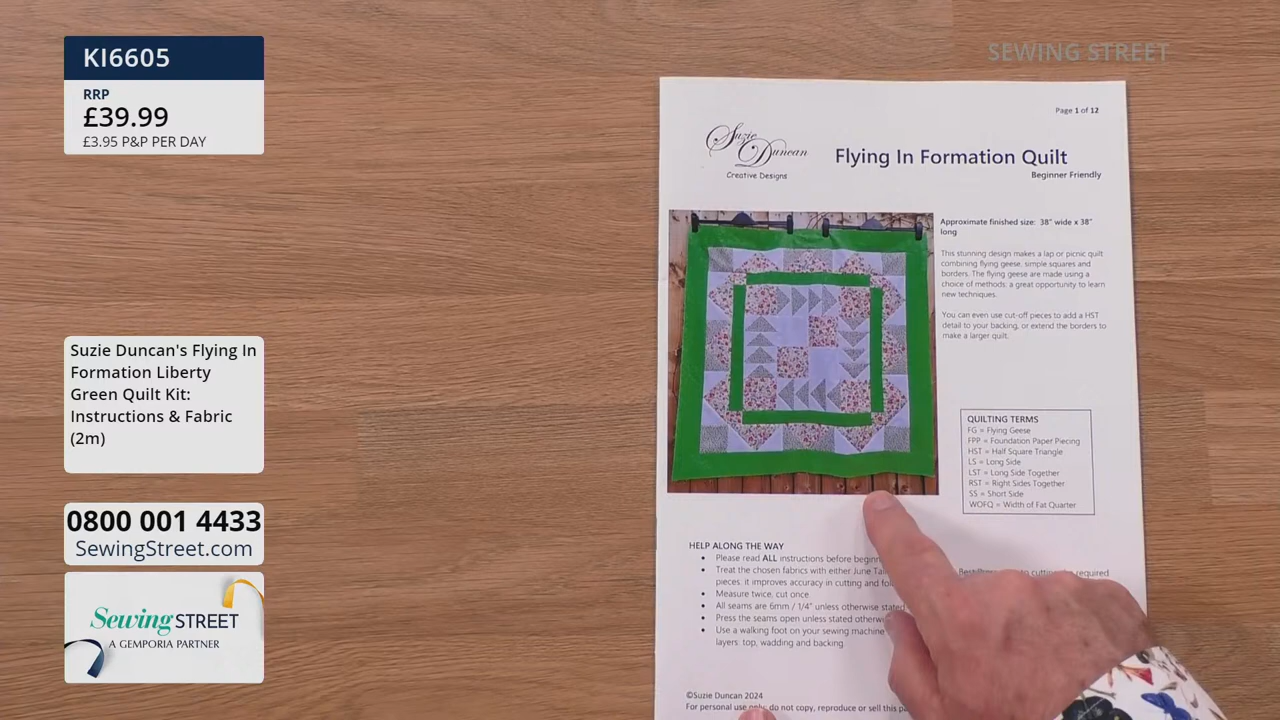 KI6605
RRP
£39.99
£3.95 P&P PER DAY
Suzie Duncan's Flying In
Formation Liberty
Green Quilt Kit:
Instructions & Fabric
(2m)
0800 001 4433
SewingStreet.com
Sewing STREET
A GEMPORIA PARTNER
SEWING STREET
Page 1 of 12
Suzie
Duncan
Creative Designs
Flying In Formation Quilt
Beginner Friendly
Approximate finished size: 38" wide x 38"
long
This stunning design makes a lap or picnic quilt
combining flying geese, simple squares and
borders. The flying geese are made using a
choice of methods: a great opportunity to learn
new techniques.
You can even use cut-off pieces to add a HST
detail to your backing, or extend the borders to
make a larger quilt.
QUILTING TERMS
FG = Flying Geese
FPP = Foundation Paper Piecing
HST = Half Square Triangle
LS = Long Side
LST = Long Side Together
RST = Right Sides Together
SS = Short Side
WOFQ = Width of Fat Quarter
HELP ALONG THE WAY
Please read ALL instructions before
Treat the chosen fabrics with either June to cutting required
pieces: it improves accuracy in cutting and
Measure twice, cut once
All seams are 6mm / 1/4" unless otherwise stated
Press the seams open unless stated
Use a walking foot on your sewing machine
layers: top, wadding and backing.
©Suzie Duncan 2024
For personal use only: do not copy, reproduce or sell this